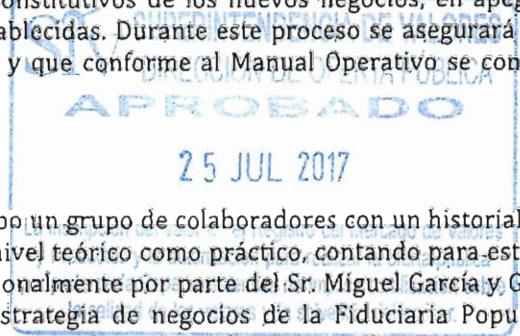 constitutivos de los nuevos negocios, en apeg
ablecidas. Durante este proceso se asegurará
y que conforme al Manual Operativo se con
SUPERINTENDENCIA DE VALORES
DIRECCIÓN DE OFERTA PÚBLICA
APROBADO
25 JUL 2017
po un grupo de colaboradores con un historial
nivel teórico como práctico, contando para est
ionalmente por parte del Sr. Miguel García y G
strategia de negocios de la Fiduciaria Popu